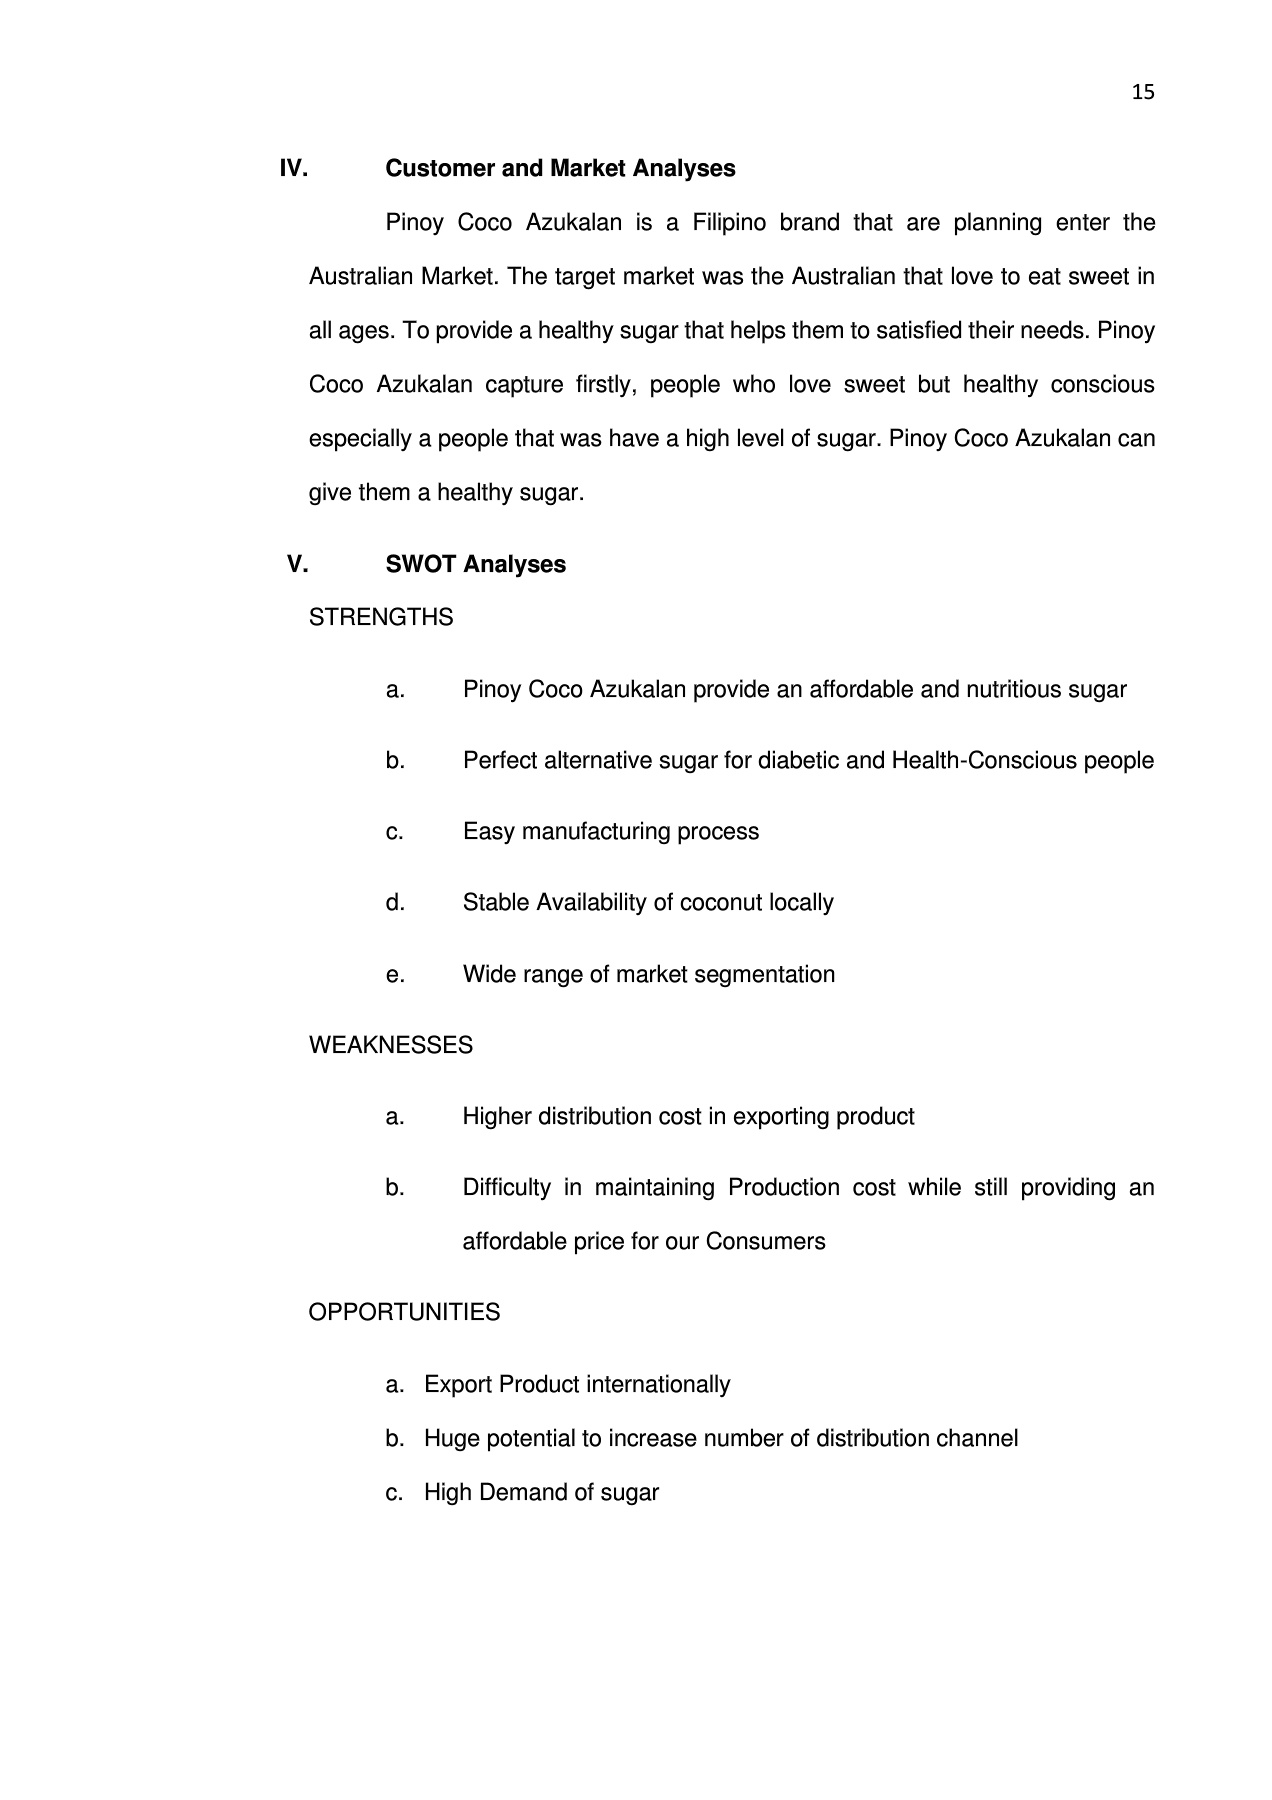 15
IV. Customer and Market Analyses
Pinoy Coco Azukalan is a Filipino brand that are planning enter the
Australian Market. The target market was the Australian that love to eat sweet in
all ages. To provide a healthy sugar that helps them to satisfied their needs. Pinoy
Coco Azukalan capture firstly, people who love sweet but healthy conscious
especially a people that was have a high level of sugar. Pinoy Coco Azukalan can
give them a healthy sugar.
V. SWOT Analyses
STRENGTHS
a. Pinoy Coco Azukalan provide an affordable and nutritious sugar
b. Perfect alternative sugar for diabetic and Health-Conscious people
c. Easy manufacturing process
d. Stable Availability of coconut locally
e. Wide range of market segmentation
WEAKNESSES
a. Higher distribution cost in exporting product
b. Difficulty in maintaining Production cost while still providing an
affordable price for our Consumers
OPPORTUNITIES
a. Export Product internationally
b. Huge potential to increase number of distribution channel
c. High Demand of sugar